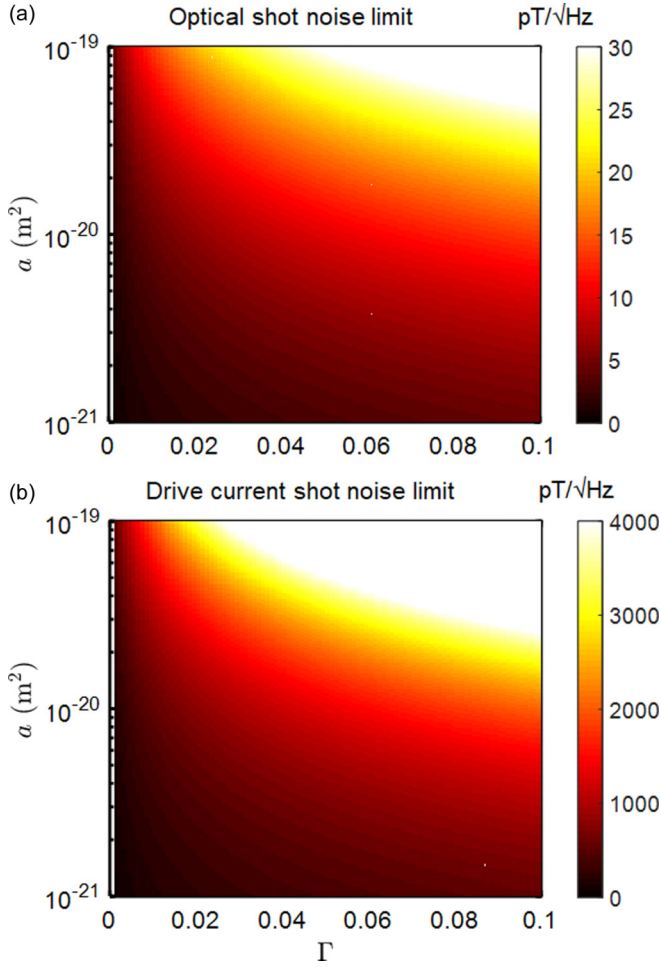 (a) Optical shot noise limit pT/√Hz
10⁻¹⁹
10⁻²⁰
10⁻²¹
a (m²)
0 0.02 0.04 0.06 0.08 0.1
30
25
20
15
10
5
0
(b) Drive current shot noise limit pT/√Hz
10⁻¹⁹
10⁻²⁰
10⁻²¹
a (m²)
0 0.02 0.04 0.06 0.08 0.1
Γ
4000
3000
2000
1000
0